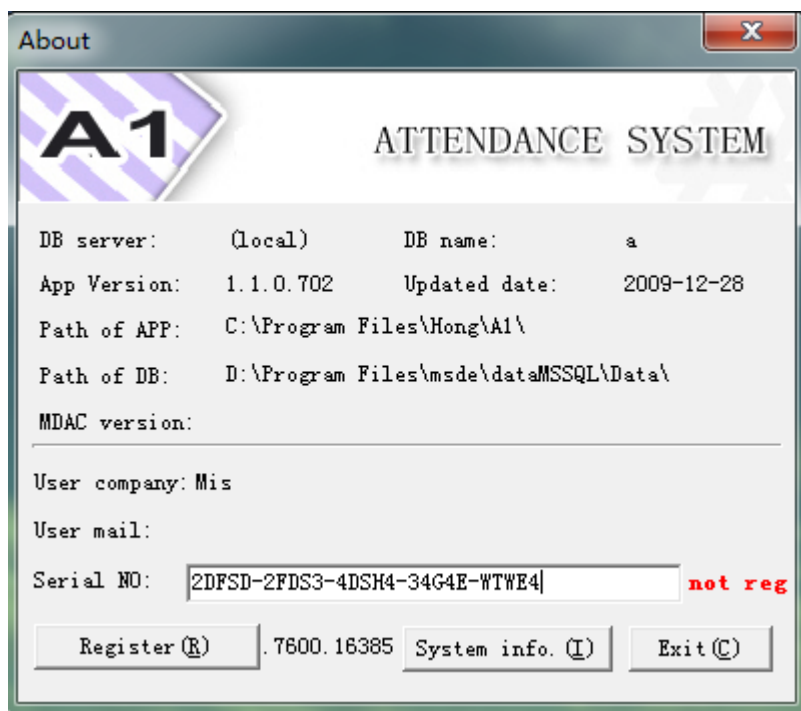 About
A1
ATTENDANCE SYSTEM
DB server: (local) DB name: a
App Version: 1.1.0.702 Updated date: 2009-12-28
Path of APP: C:\Program Files\Hong\A1\
Path of DB: D:\Program Files\msde\dataMSSQL\Data\
MDAC version:
User company: Mis
User mail:
Serial NO: 2DFSD-2FDS3-4DSH4-34G4E-WTWE4 not reg
Register(R) .7600.16385 System info.(I) Exit(C)